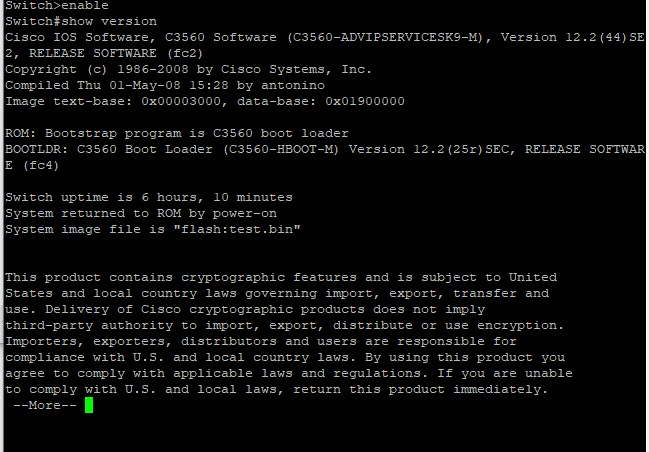 Switch>enable
Switch#show version
Cisco IOS Software, C3560 Software (C3560-ADVIPSERVICESK9-M), Version 12.2(44)SE
2, RELEASE SOFTWARE (fc2)
Copyright (c) 1986-2008 by Cisco Systems, Inc.
Compiled Thu 01-May-08 15:28 by antonino
Image text-base: 0x00003000, data-base: 0x01900000
ROM: Bootstrap program is C3560 boot loader
BOOTLDR: C3560 Boot Loader (C3560-HBOOT-M) Version 12.2(25r)SEC, RELEASE SOFTWAR
E (fc4)
Switch uptime is 6 hours, 10 minutes
System returned to ROM by power-on
System image file is "flash:test.bin"
This product contains cryptographic features and is subject to United
States and local country laws governing import, export, transfer and
use. Delivery of Cisco cryptographic products does not imply
third-party authority to import, export, distribute or use encryption.
Importers, exporters, distributors and users are responsible for
compliance with U.S. and local country laws. By using this product you
agree to comply with applicable laws and regulations. If you are unable
to comply with U.S. and local laws, return this product immediately.
--More--